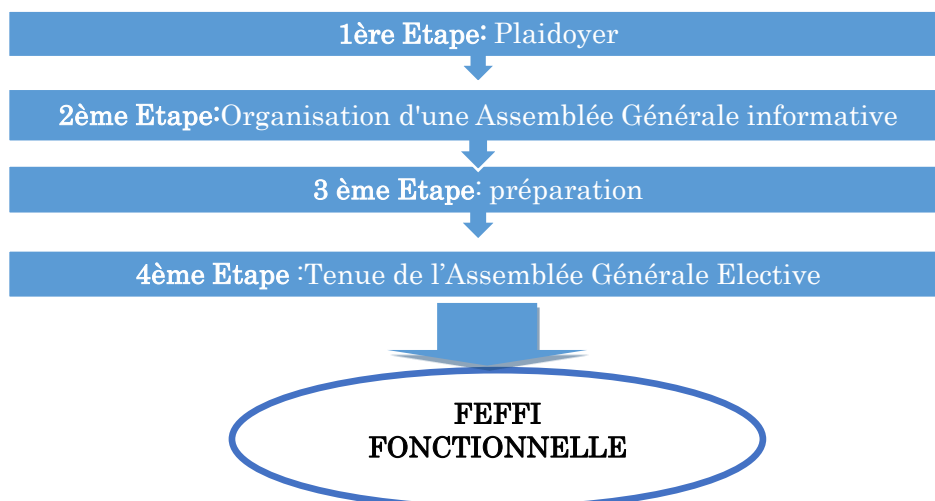 1ère Etape: Plaidoyer
2ème Etape:Organisation d'une Assemblée Générale informative
3 ème Etape: préparation
4ème Etape :Tenue de l’Assemblée Générale Elective
FEFFI
FONCTIONNELLE